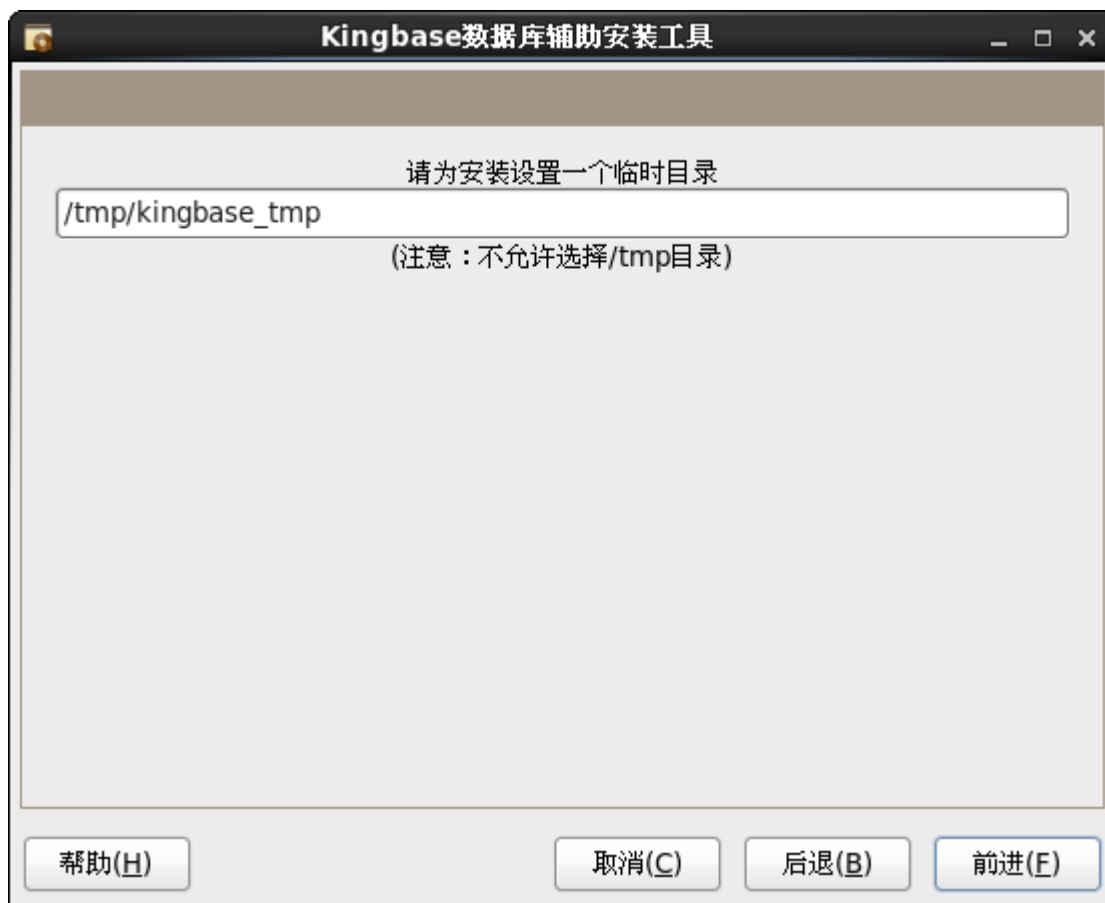 Kingbase数据库辅助安装工具
请为安装设置一个临时目录
/tmp/kingbase_tmp
(注意：不允许选择/tmp目录)
帮助(H)
取消(C)
后退(B)
前进(F)